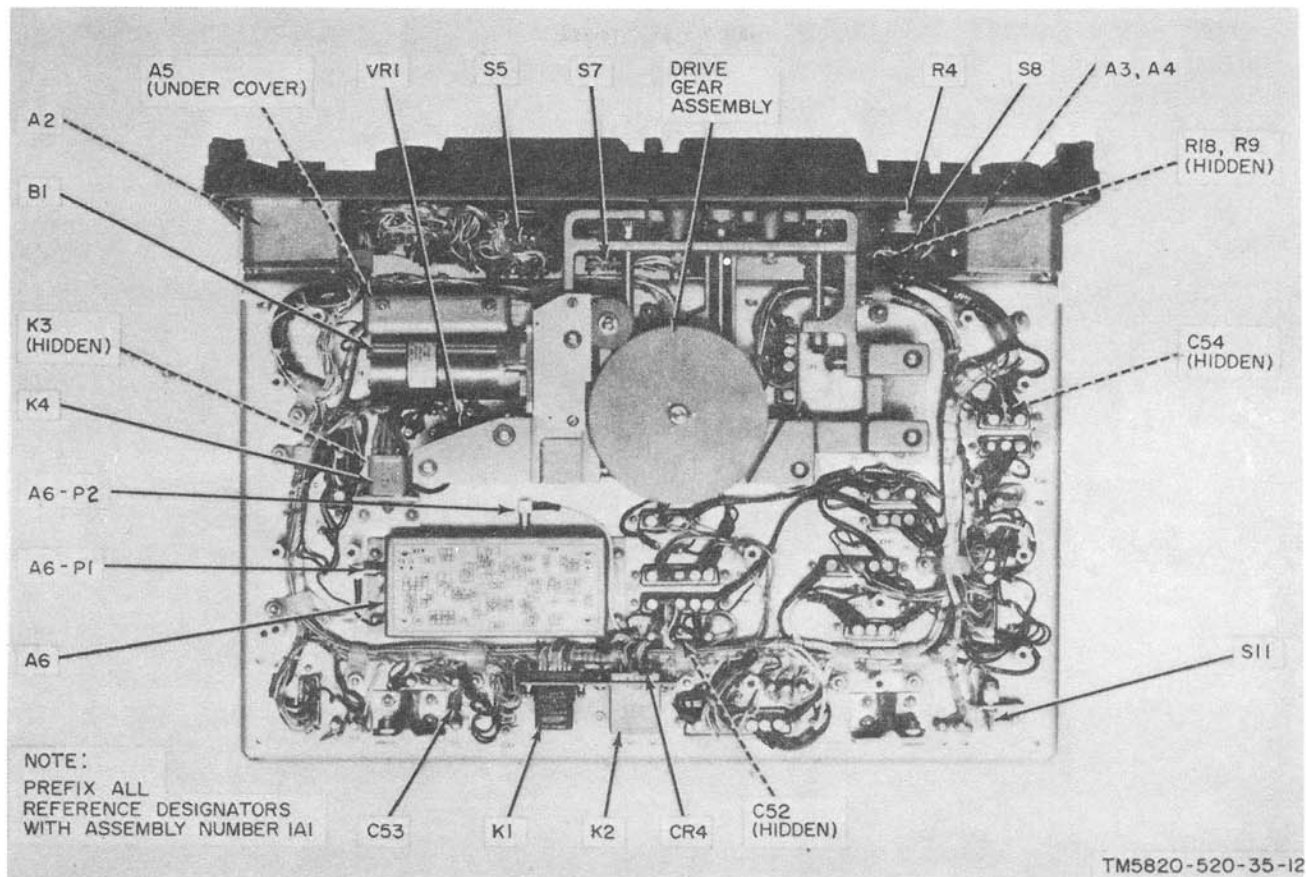 A5
(UNDER COVER)
VR1
S5
S7
DRIVE
GEAR
ASSEMBLY
R4
S8
A3, A4
A2
R18, R9
(HIDDEN)
B1
K3
(HIDDEN)
C54
(HIDDEN)
K4
A6-P2
A6-P1
A6
S11
NOTE:
PREFIX ALL
REFERENCE DESIGNATORS
WITH ASSEMBLY NUMBER 1A1
C53
K1
K2
CR4
C52
(HIDDEN)
TM5820-520-35-12